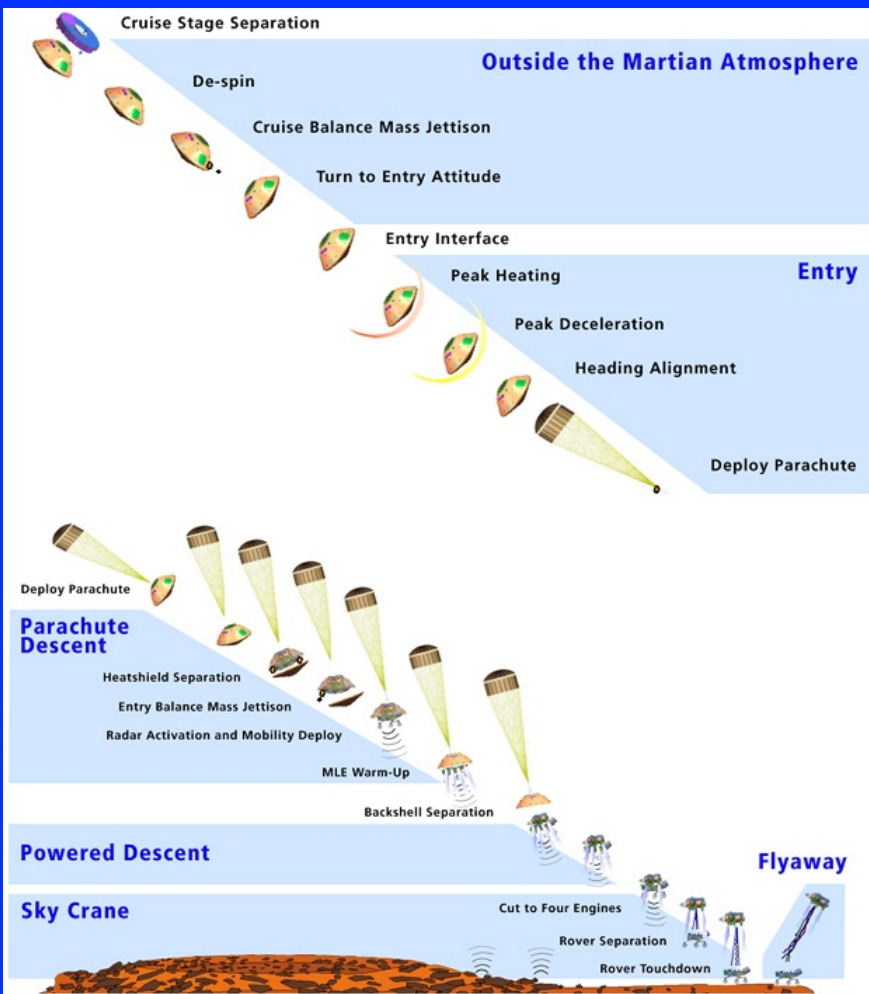 Cruise Stage Separation
Outside the Martian Atmosphere
De-spin
Cruise Balance Mass Jettison
Turn to Entry Attitude
Entry Interface
Entry
Peak Heating
Peak Deceleration
Heading Alignment
Deploy Parachute
Deploy Parachute
Parachute
Descent
Heatshield Separation
Entry Balance Mass Jettison
Radar Activation and Mobility Deploy
MLE Warm-Up
Backshell Separation
Powered Descent
Flyaway
Sky Crane
Cut to Four Engines
Rover Separation
Rover Touchdown